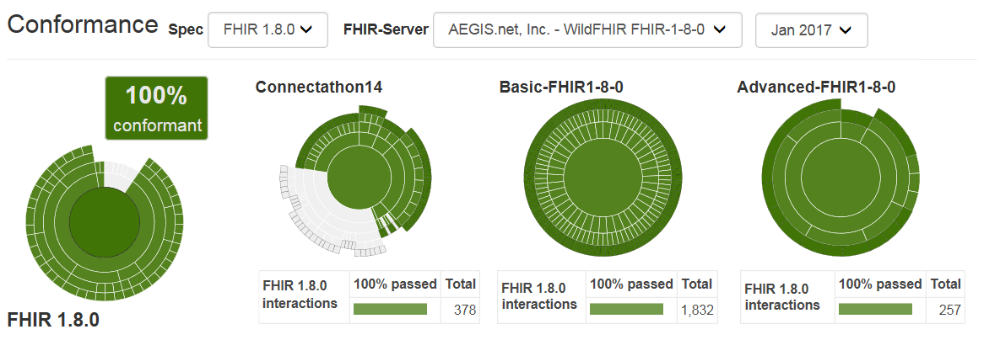 Conformance Spec FHIR 1.8.0 FHIR-Server AEGIS.net, Inc. - WildFHIR FHIR-1-8-0 Jan 2017
100%
conformant
FHIR 1.8.0
Connectathon14
FHIR 1.8.0 100% passed Total
interactions 378
Basic-FHIR1-8-0
FHIR 1.8.0 100% passed Total
interactions 1,832
Advanced-FHIR1-8-0
FHIR 1.8.0 100% passed Total
interactions 257